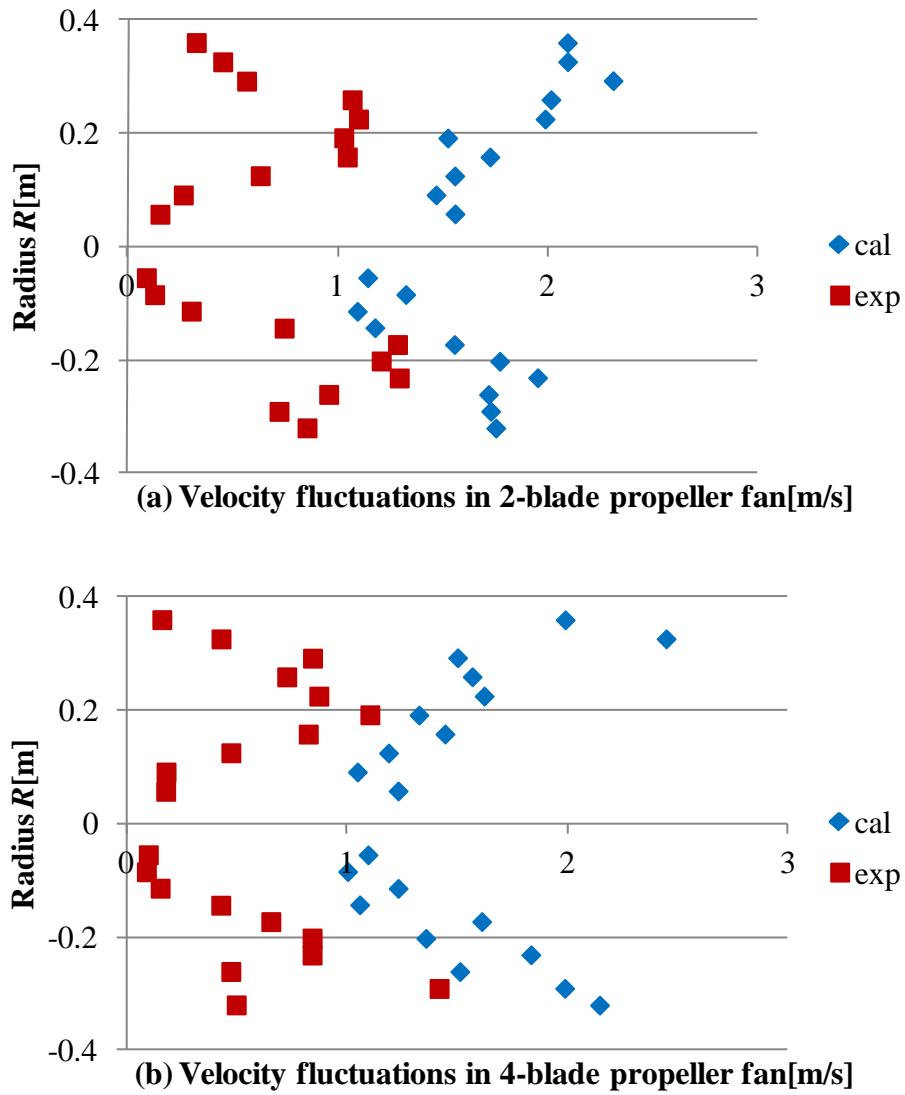 0.4
0.2
0
-0.2
-0.4
Radius R[m]
0 1 2 3
cal
exp
(a) Velocity fluctuations in 2-blade propeller fan[m/s]
0.4
0.2
0
-0.2
-0.4
Radius R[m]
0 1 2 3
cal
exp
(b) Velocity fluctuations in 4-blade propeller fan[m/s]